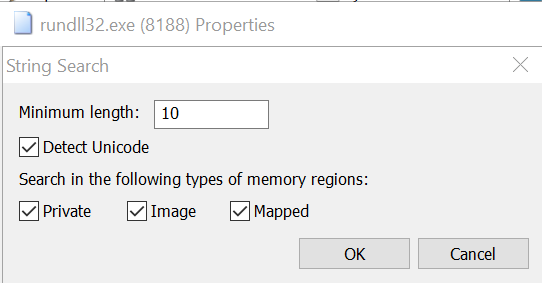 rundll32.exe (8188) Properties
String Search
Minimum length: 10
Detect Unicode
Search in the following types of memory regions:
Private Image Mapped
OK Cancel